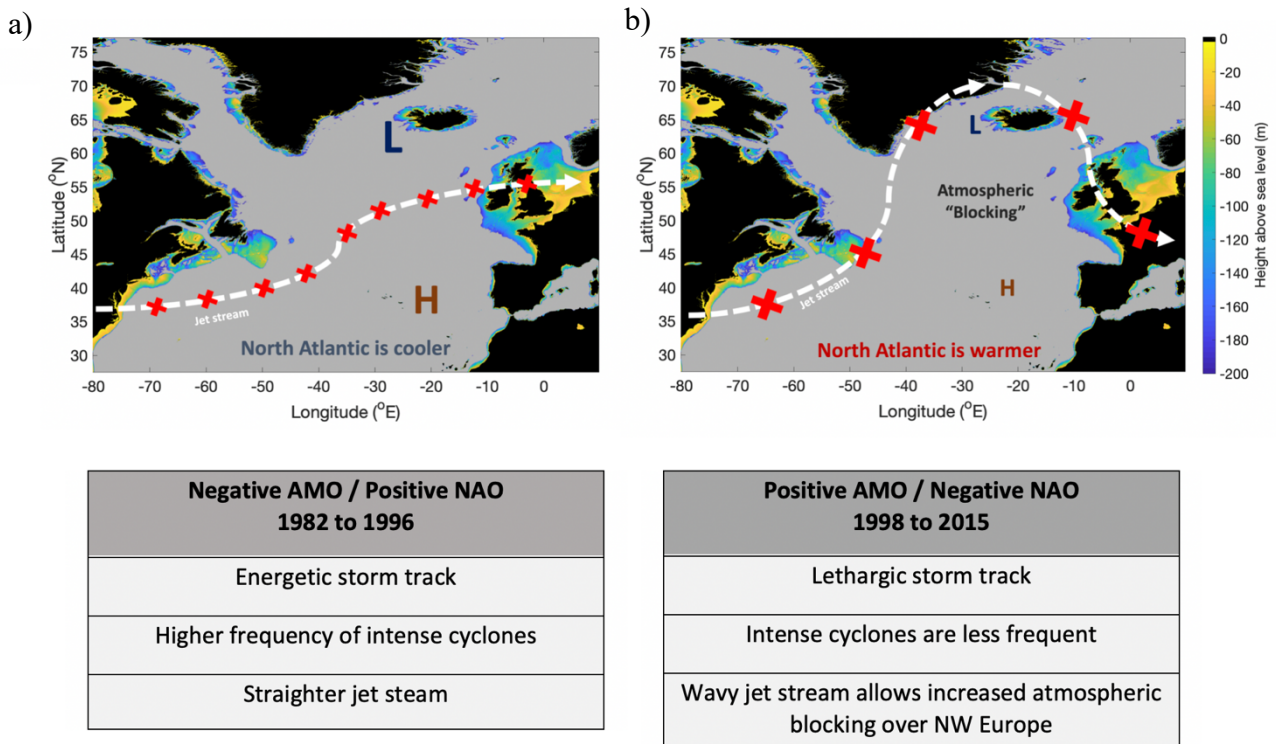 a)
75
70
65
60
55
50
45
40
35
30
Latitude (°N)
L
H
Jet stream
North Atlantic is cooler
-80 -70 -60 -50 -40 -30 -20 -10 0
Longitude (°E)
b)
75
70
65
60
55
50
45
40
35
30
Latitude (°N)
L
Atmospheric
“Blocking”
H
Jet stream
North Atlantic is warmer
-80 -70 -60 -50 -40 -30 -20 -10 0
Longitude (°E)
0
-20
-40
-60
-80
-100
-120
-140
-160
-180
-200
Height above sea level (m)
Negative AMO / Positive NAO
1982 to 1996
Energetic storm track
Higher frequency of intense cyclones
Straighter jet steam
Positive AMO / Negative NAO
1998 to 2015
Lethargic storm track
Intense cyclones are less frequent
Wavy jet stream allows increased atmospheric
blocking over NW Europe